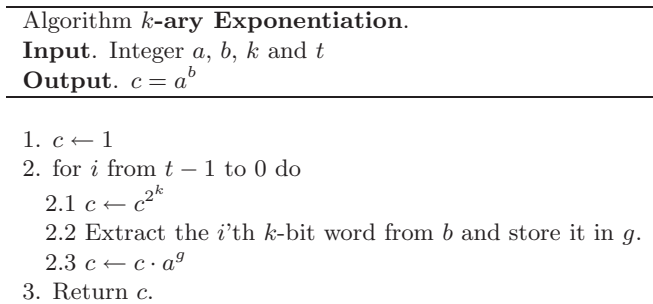 Algorithm k-ary Exponentiation.
Input. Integer a, b, k and t
Output. c = a^b
1. c ← 1
2. for i from t − 1 to 0 do
2.1 c ← c^{2^k}
2.2 Extract the i'th k-bit word from b and store it in g.
2.3 c ← c · a^g
3. Return c.